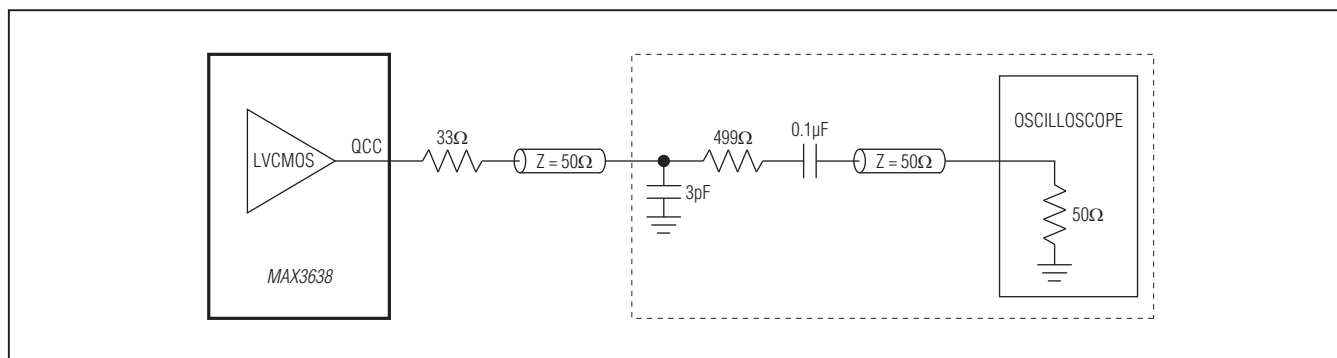 LVCMOS
QCC
33Ω
Z = 50Ω
3pF
499Ω
0.1µF
Z = 50Ω
OSCILLOSCOPE
50Ω
MAX3638